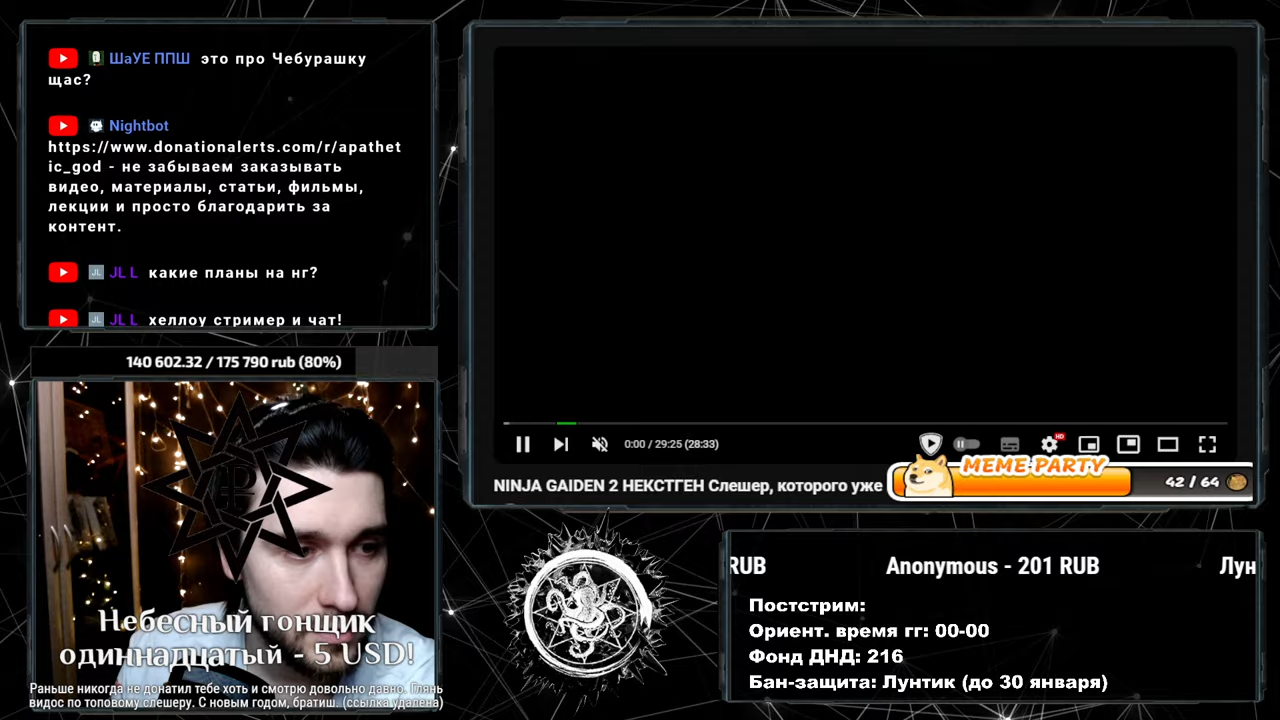 ШаУЕ ППШ это про Чебурашку
щас?
Nightbot
https://www.donationalerts.com/r/apathet
ic_god - не забываем заказывать
видео, материалы, статьи, фильмы,
лекции и просто благодарить за
контент.
JL JL L какие планы на нг?
JL JL L хеллоу стример и чат!
140 602.32 / 175 790 rub (80%)
Небесный гонщик
одиннадцатый - 5 USD!
Раньше никогда не донатил тебе хоть и смотрю довольно давно. Глянь
видос по топовому слешеру. С новым годом, братиш. (ссылка удалена)
0:00 / 29:25 (28:33)
HD
MEME PARTY
42 / 64
NINJA GAIDEN 2 НЕКСТГЕН Слешер, которого уже
RUB Anonymous - 201 RUB Лун
Постстрим:
Ориент. время гг: 00-00
Фонд ДНД: 216
Бан-защита: Лунтик (до 30 января)